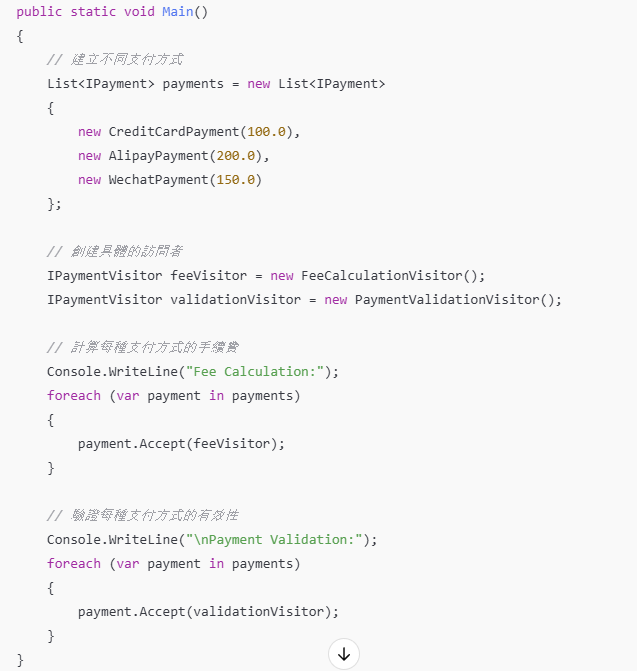 public static void Main()
{
    // 建立不同支付方式
    List<IPayment> payments = new List<IPayment>
    {
        new CreditCardPayment(100.0),
        new AlipayPayment(200.0),
        new WechatPayment(150.0)
    };

    // 創建具體的訪問者
    IPaymentVisitor feeVisitor = new FeeCalculationVisitor();
    IPaymentVisitor validationVisitor = new PaymentValidationVisitor();

    // 計算每種支付方式的手續費
    Console.WriteLine("Fee Calculation:");
    foreach (var payment in payments)
    {
        payment.Accept(feeVisitor);
    }

    // 驗證每種支付方式的有效性
    Console.WriteLine("\nPayment Validation:");
    foreach (var payment in payments)
    {
        payment.Accept(validationVisitor);
    }
}